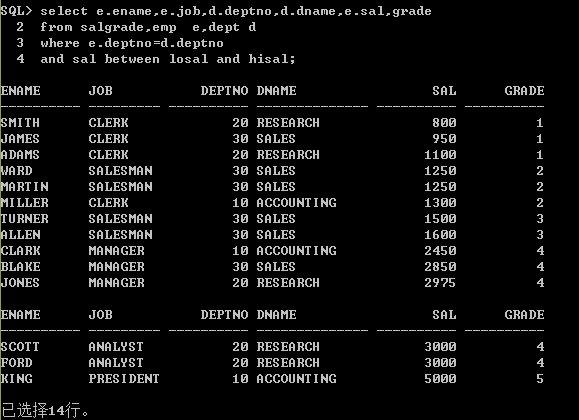 SQL> select e.ename,e.job,d.deptno,d.dname,e.sal,grade
  2  from salgrade,emp  e,dept d
  3  where e.deptno=d.deptno
  4  and sal between losal and hisal;
ENAME      JOB           DEPTNO DNAME                 SAL      GRADE
---------- --------- ---------- -------------- ---------- ----------
SMITH      CLERK             20 RESEARCH              800          1
JAMES      CLERK             30 SALES                 950          1
ADAMS      CLERK             20 RESEARCH             1100          1
WARD       SALESMAN          30 SALES                1250          2
MARTIN     SALESMAN          30 SALES                1250          2
MILLER     CLERK             10 ACCOUNTING           1300          2
TURNER     SALESMAN          30 SALES                1500          3
ALLEN      SALESMAN          30 SALES                1600          3
CLARK      MANAGER           10 ACCOUNTING           2450          4
BLAKE      MANAGER           30 SALES                2850          4
JONES      MANAGER           20 RESEARCH             2975          4
ENAME      JOB           DEPTNO DNAME                 SAL      GRADE
---------- --------- ---------- -------------- ---------- ----------
SCOTT      ANALYST           20 RESEARCH             3000          4
FORD       ANALYST           20 RESEARCH             3000          4
KING       PRESIDENT         10 ACCOUNTING           5000          5
已选择14行。